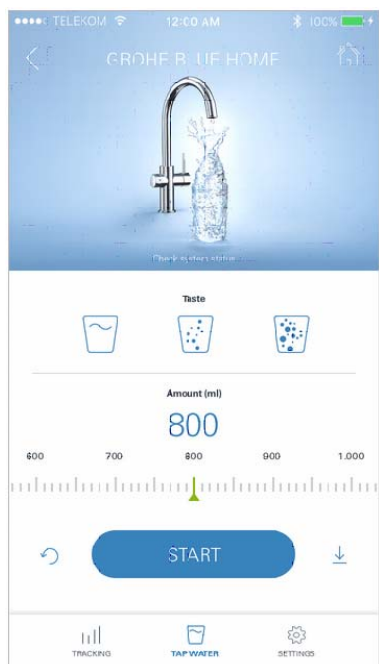 TELEKOM 12:00 AM 100%
GROHE BLUE HOME
Check system status
Taste
Amount (ml)
800
600 700 800 900 1.000
START
TRACKING TAP WATER SETTINGS